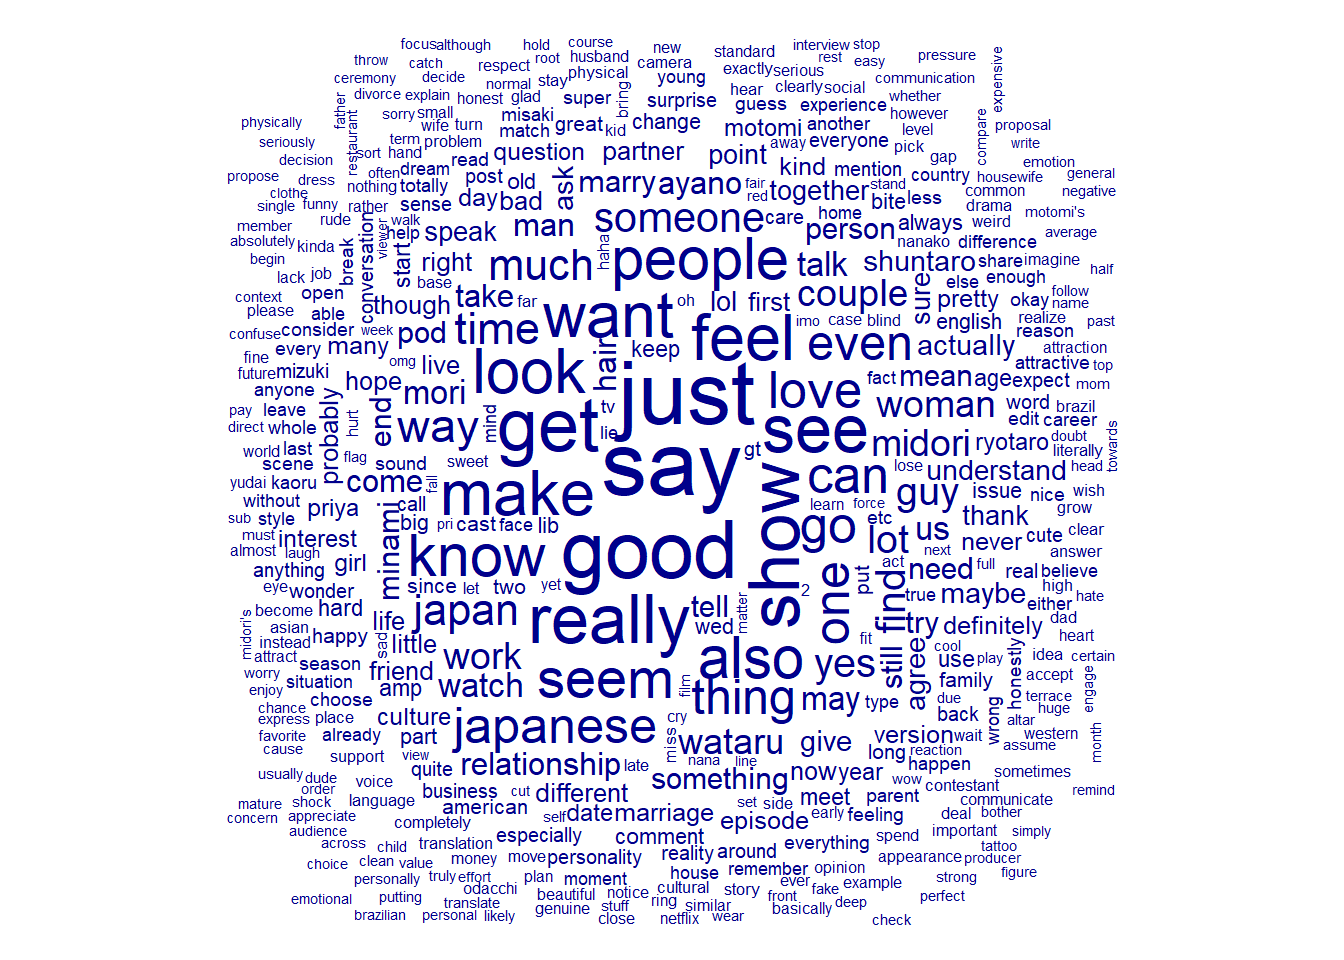 focus although hold course new standard interview stop
throw catch respect root husband camera exactly serious rest easy pressure
ceremony decide normal stay physical young hear clearly social communication expensive
divorce explain honest glad super bring surprise guess experience whether
father sorry small misaki great kid change motomi another however compare proposal
physically wife turn match away everyone level write
seriously restaurant term problem question partner point pick
decision sort hand read kind mention gap emotion
propose dress often dream post old ask marry ayano fair together stand country housewife general
clothe nothing totally day bad red bite less common negative
single funny rather sense man someone care home drama motomi's
member rude walk help speak person always weird average
absolutely kinda viewer conversation start haha people nanako difference
begin break right much talk shuntaro share imagine half
lack job base oh couple sure else enough
context open though take far want lol first pretty okay follow
please able time feel imo case blind english realize name
confuse consider week pod hair keep even actually reason past
fine every many omg live look attraction
future mizuki hope mori just love fact mean age expect attractive top mom
anyone probably end mind tv woman word brazil
pay leave hurt way get lie see edit career
direct whole midori ryotaro doubt
world last flag sound gt literally towards
scene sweet say lose understand head
yudai kaoru come fall make show can guy issue nice wish
without priya call learn force grow
sub style minami big pri cast face lib go etc lot us thank cute clear
must interest know good never answer
almost laugh girl next
anything since let two yet one put act need full real believe
eye wonder 2 true maybe either high hate
midori's become hard life japan really tell matter find try dad
asian happy sad little wed fit definitely heart
instead cool
attract season friend work also yes still agree use play honestly idea certain
worry situation amp watch seem film thing may type family accept engage
enjoy choose due terrace
chance express place culture japanese cry back wrong altar huge western month
favorite already part miss wataru give version wait assume
cause support view nana line long reaction
usually dude quite relationship late something now year happen sometimes
order voice business cut different set side meet wow contestant remind
mature shock language american self date marriage early parent communicate
concern appreciate completely episode feeling deal bother
audience especially comment spend important simply
across child translation everything tattoo
choice clean value money move personality reality around appearance producer
personally truly effort plan moment house remember opinion figure
emotional odacchi beautiful notice cultural story ever fake example strong
putting translate stuff ring similar front deep perfect
brazilian personal likely genuine close netflix wear basically check